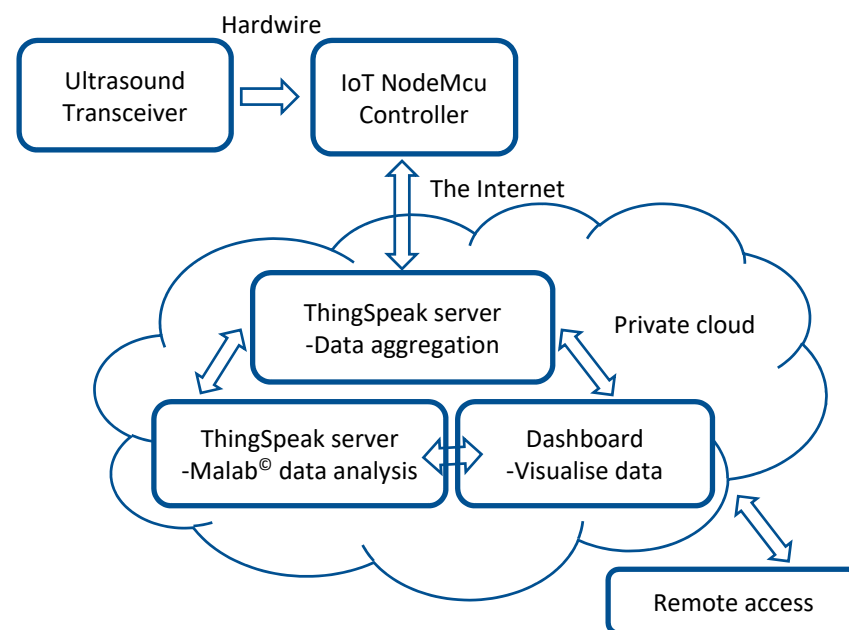 Hardwire
Ultrasound
Transceiver
IoT NodeMcu
Controller
The Internet
ThingSpeak server
-Data aggregation
Private cloud
ThingSpeak server
-Malab© data analysis
Dashboard
-Visualise data
Remote access